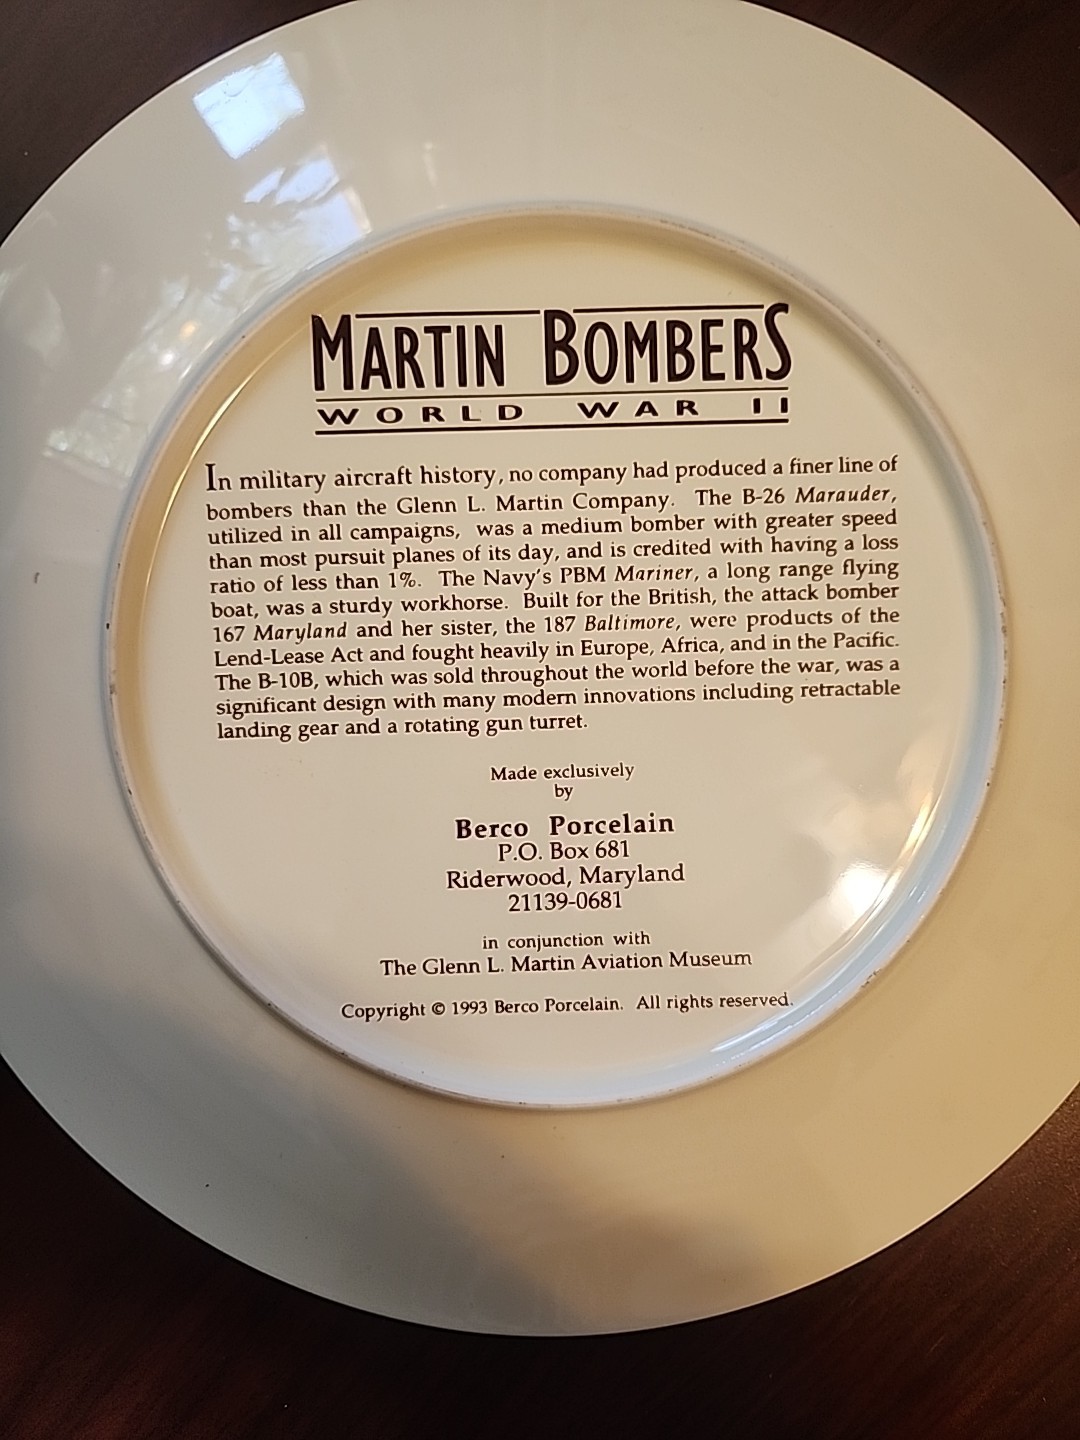 MARTIN BOMBERS
WORLD WAR II
In military aircraft history, no company had produced a finer line of
bombers than the Glenn L. Martin Company. The B-26 Marauder,
utilized in all campaigns, was a medium bomber with greater speed
than most pursuit planes of its day, and is credited with having a loss
ratio of less than 1%. The Navy's PBM Mariner, a long range flying
boat, was a sturdy workhorse. Built for the British, the attack bomber
167 Maryland and her sister, the 187 Baltimore, were products of the
Lend-Lease Act and fought heavily in Europe, Africa, and in the Pacific.
The B-10B, which was sold throughout the world before the war, was a
significant design with many modern innovations including retractable
landing gear and a rotating gun turret.
Made exclusively
by
Berco Porcelain
P.O. Box 681
Riderwood, Maryland
21139-0681
in conjunction with
The Glenn L. Martin Aviation Museum
Copyright © 1993 Berco Porcelain. All rights reserved.